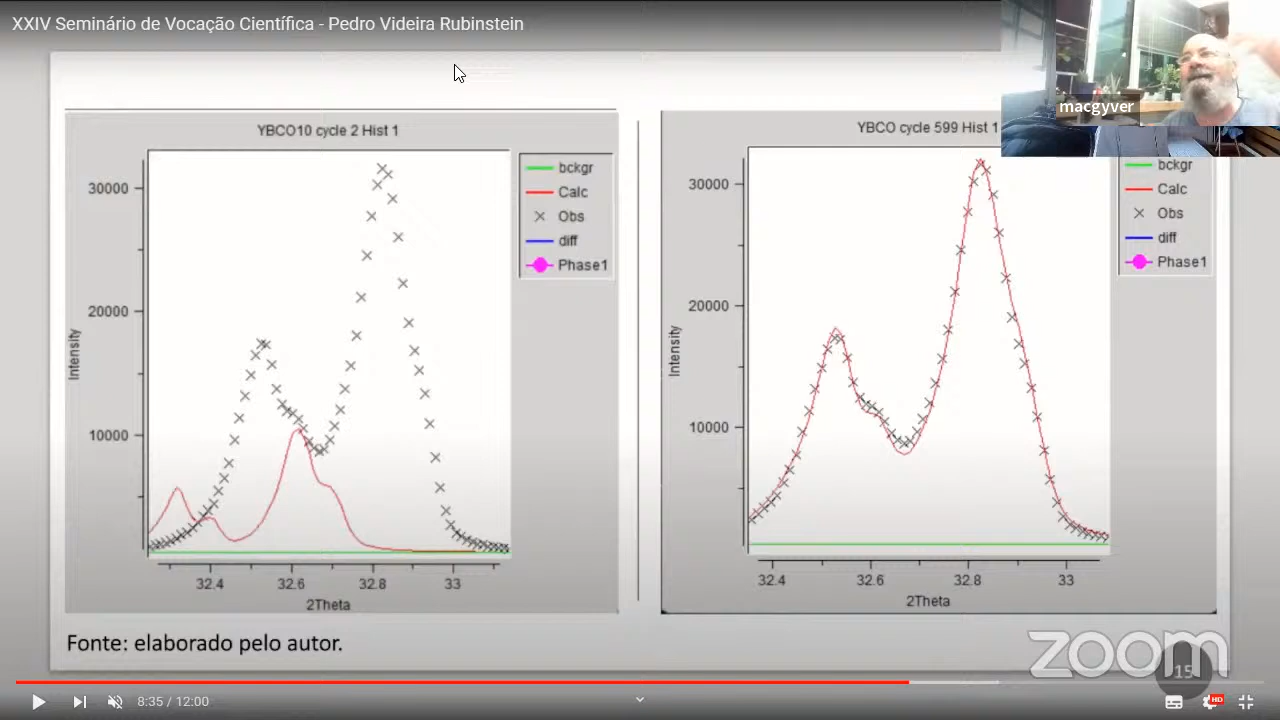 XXIV Seminário de Vocação Científica - Pedro Videira Rubinstein
macgyver
YBCO10 cycle 2 Hist 1
Intensity
30000
20000
10000
32.4 32.6 32.8 33
2Theta
bckgr
Calc
Obs
diff
Phase1
YBCO cycle 599 Hist 1
Intensity
30000
20000
10000
32.4 32.6 32.8 33
2Theta
bckgr
Calc
Obs
diff
Phase1
Fonte: elaborado pelo autor.
zoom
15
8:35 / 12:00
HD